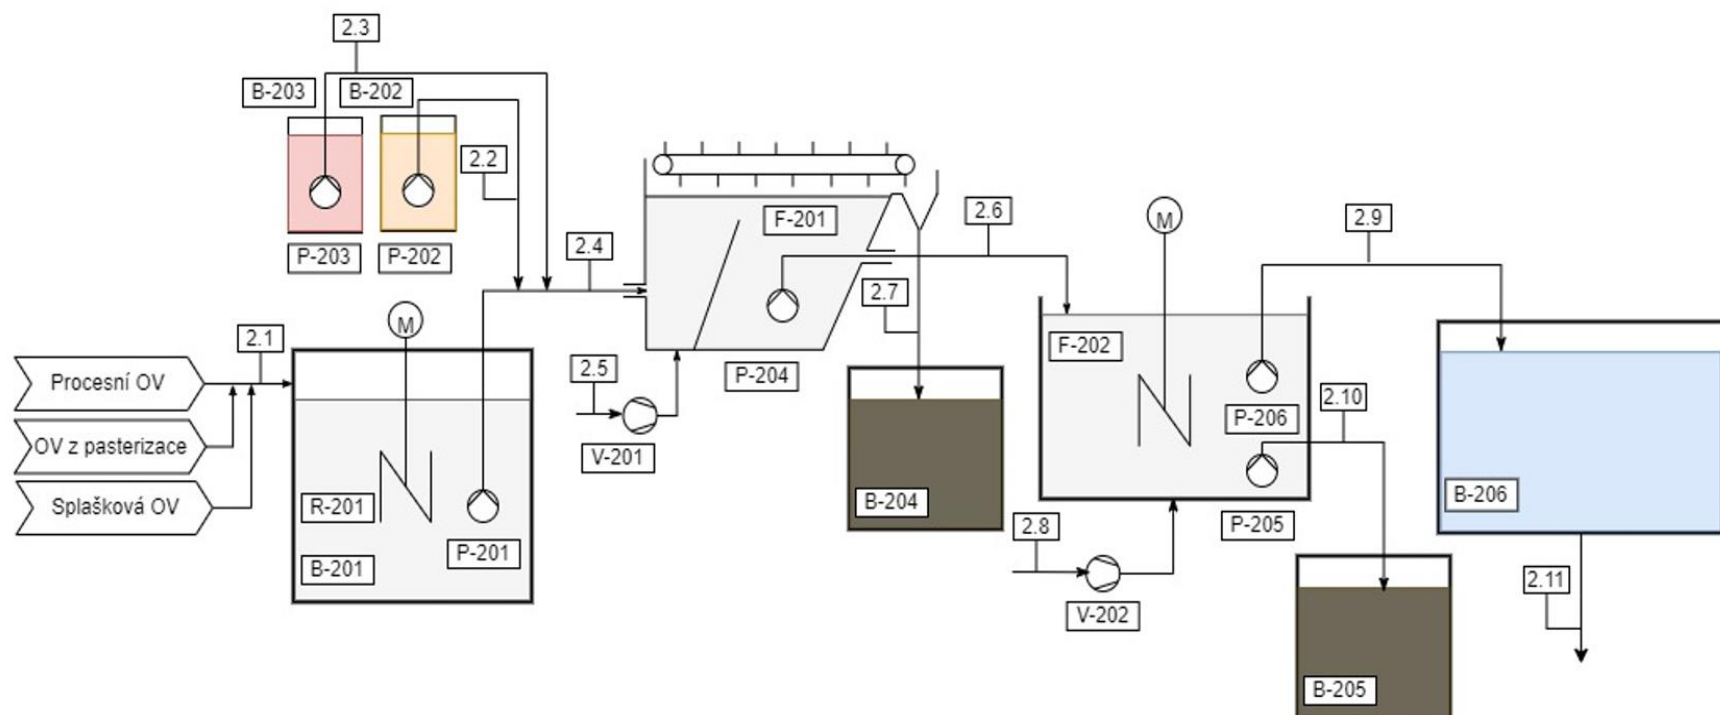 2.3
B-203
B-202
2.2
P-203
P-202
2.4
F-201
2.6
M
2.9
2.1
M
2.7
F-202
Procesní OV
2.5
P-204
OV z pasterizace
V-201
P-206
2.10
Splašková OV
R-201
P-201
B-204
B-206
B-201
2.8
P-205
V-202
2.11
B-205